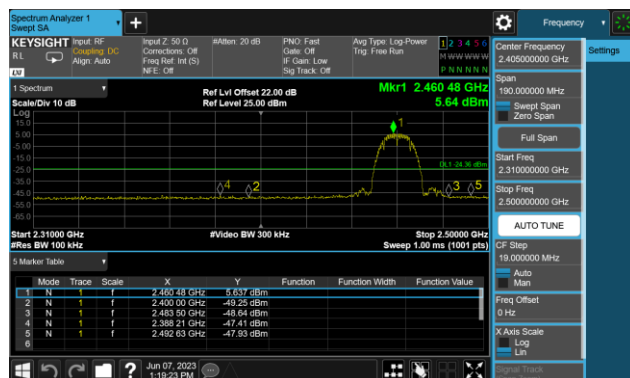 Spectrum Analyzer 1
Swept SA
+
Frequency
KEYSIGHT Input: RF Input Z: 50 Ω #Atten: 20 dB PNO: Fast Avg Type: Log-Power 1 2 3 4 5 6
RL Coupling: DC Corrections: Off Gate: Off Trig: Free Run M W W W W W
Align: Auto Freq Ref: Int (S) IF Gain: Low P N N N N N
NFE: Off Sig Track: Off
LXI
1 Spectrum
Ref Lvl Offset 22.00 dB Mkr1 2.460 48 GHz
Scale/Div 10 dB Ref Level 25.00 dBm 5.64 dBm
Log
15.0
5.00
-5.00
-15.0
DL1 -24.36 dBm
-25.0
-35.0
-45.0
-55.0
-65.0
1
4 2 3 5
Start 2.31000 GHz #Video BW 300 kHz Stop 2.50000 GHz
#Res BW 100 kHz Sweep 1.00 ms (1001 pts)
5 Marker Table
Mode Trace Scale X Y Function Function Width Function Value
1 N 1 f 2.460 48 GHz 5.637 dBm
2 N 1 f 2.400 00 GHz -49.25 dBm
3 N 1 f 2.483 50 GHz -48.64 dBm
4 N 1 f 2.388 21 GHz -47.41 dBm
5 N 1 f 2.492 63 GHz -47.93 dBm
6
?
Jun 07, 2023
1:19:23 PM
Center Frequency
2.405000000 GHz
Settings
Span
190.000000 MHz
Swept Span
Zero Span
Full Span
Start Freq
2.310000000 GHz
Stop Freq
2.500000000 GHz
AUTO TUNE
CF Step
19.000000 MHz
Auto
Man
Freq Offset
0 Hz
X Axis Scale
Log
Lin
Signal Track